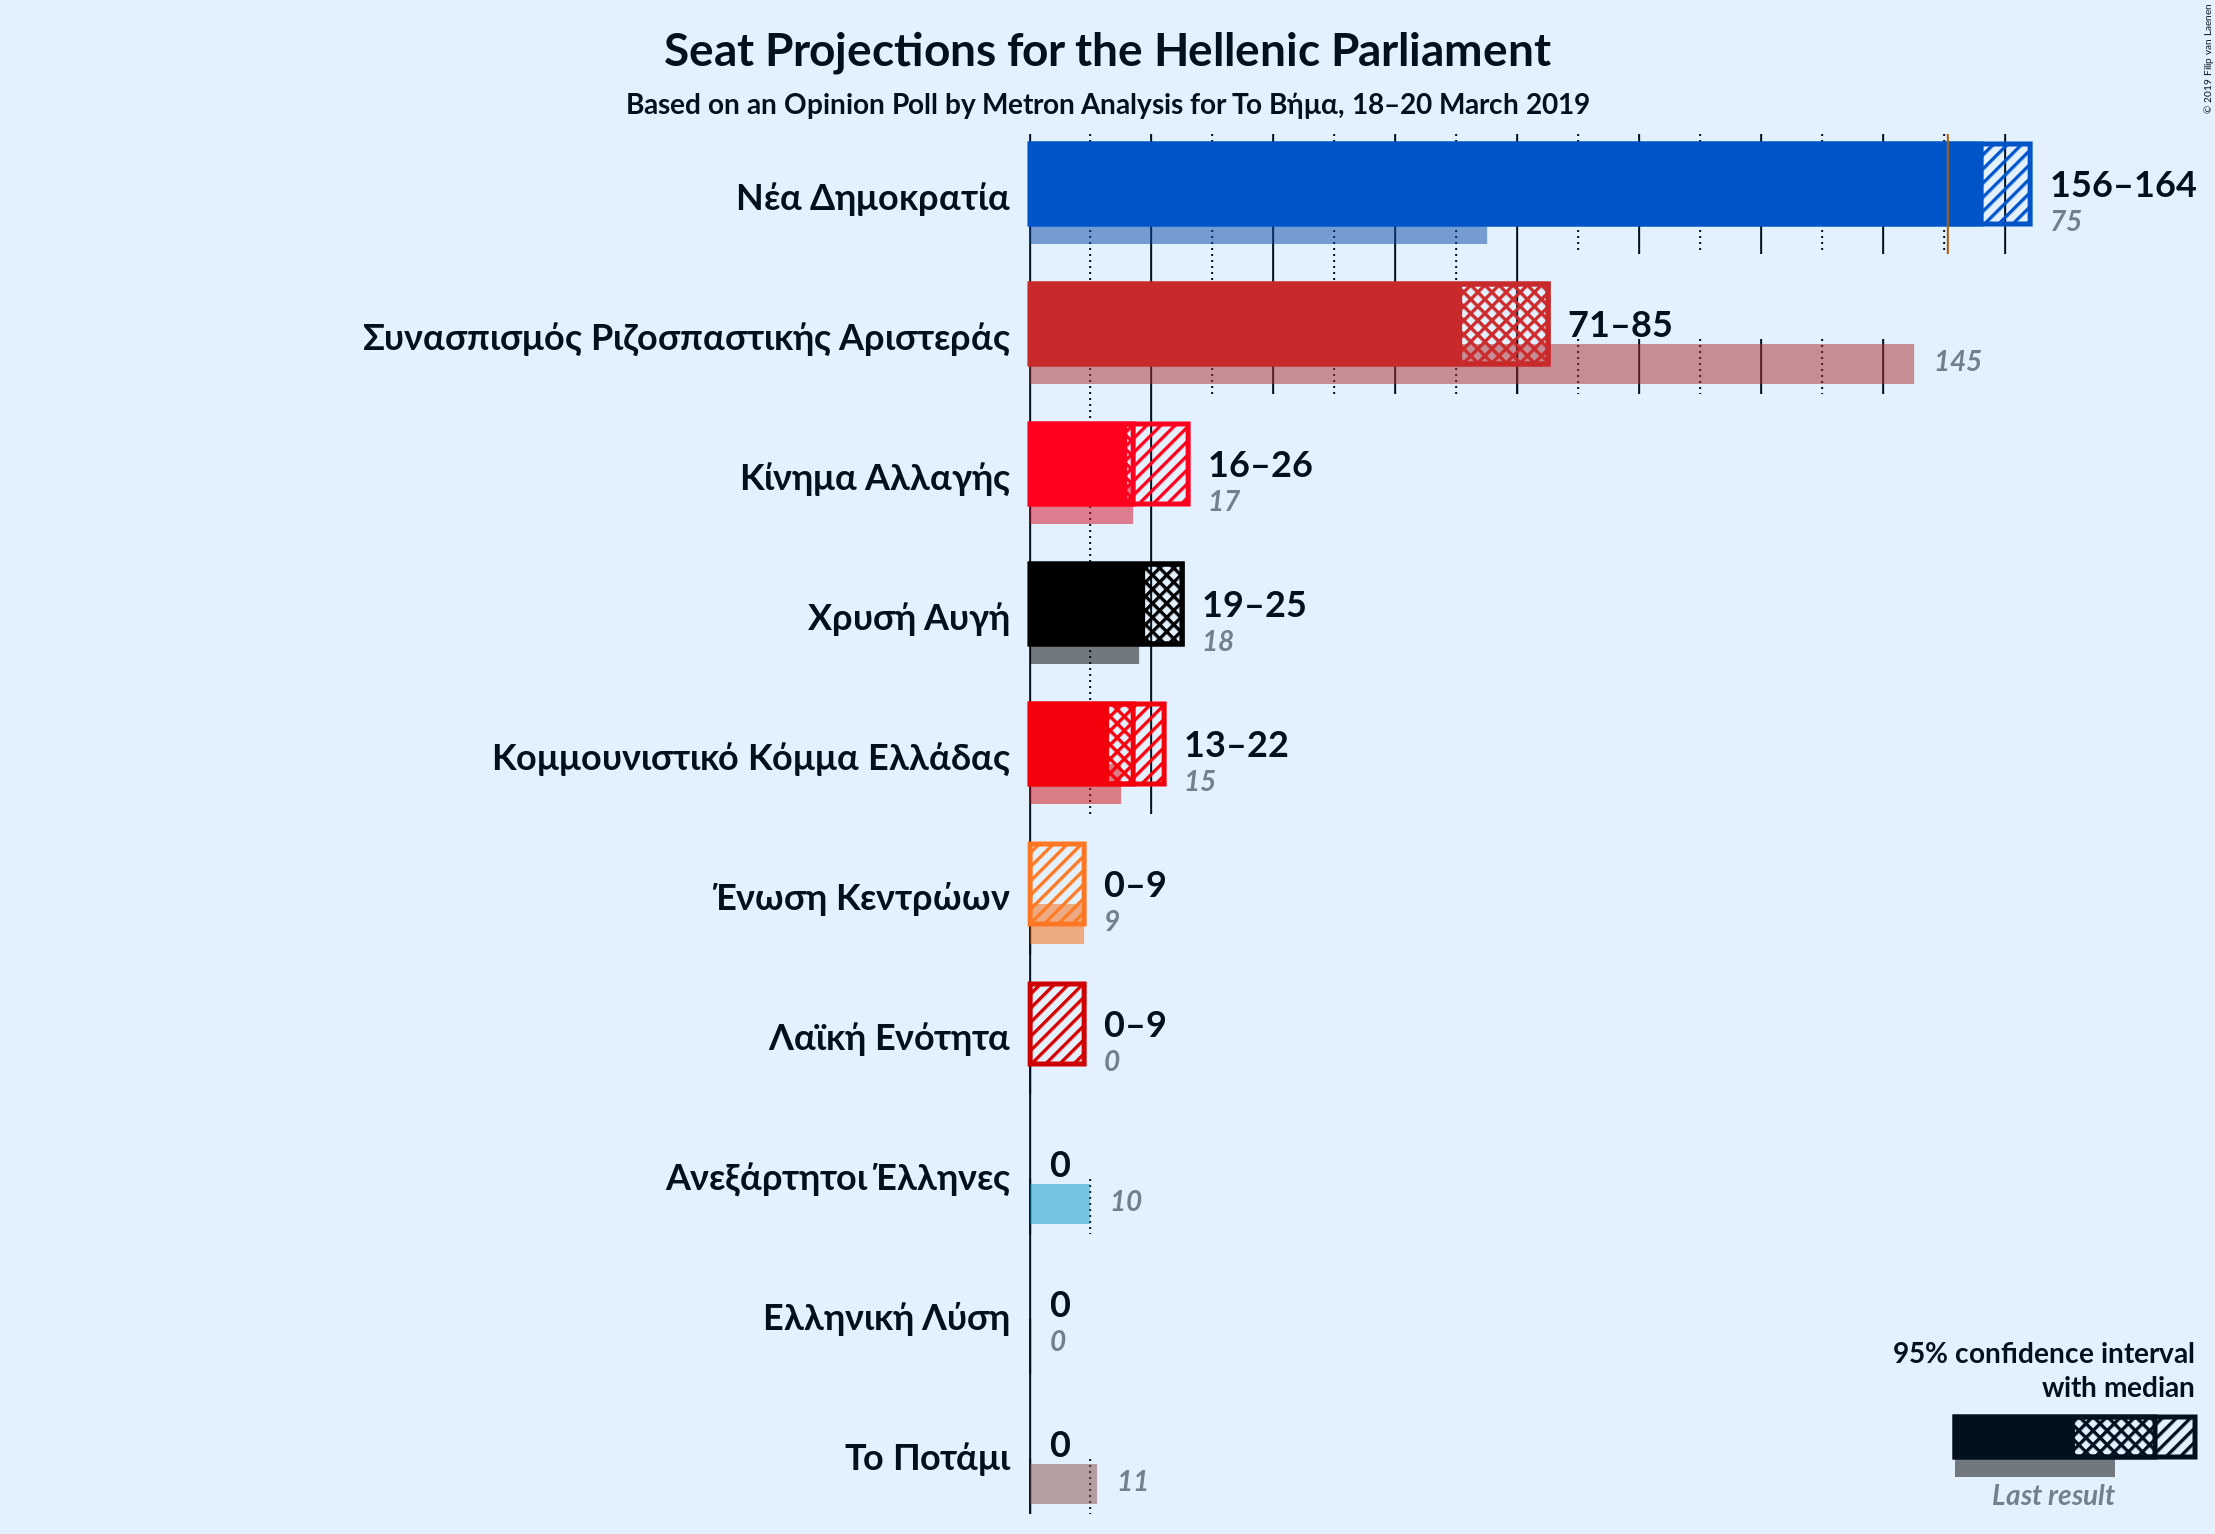 Seat Projections for the Hellenic Parliament
Based on an Opinion Poll by Metron Analysis for Το Βήμα, 18–20 March 2019
© 2019 Filip van Laenen
Νέα Δημοκρατία
156–164
75
Συνασπισμός Ριζοσπαστικής Αριστεράς
71–85
145
Κίνημα Αλλαγής
16–26
17
Χρυσή Αυγή
19–25
18
Κομμουνιστικό Κόμμα Ελλάδας
13–22
15
Ένωση Κεντρώων
0–9
9
Λαϊκή Ενότητα
0–9
0
Ανεξάρτητοι Έλληνες
0
10
Ελληνική Λύση
0
0
Το Ποτάμι
0
11
95% confidence interval
with median
Last result